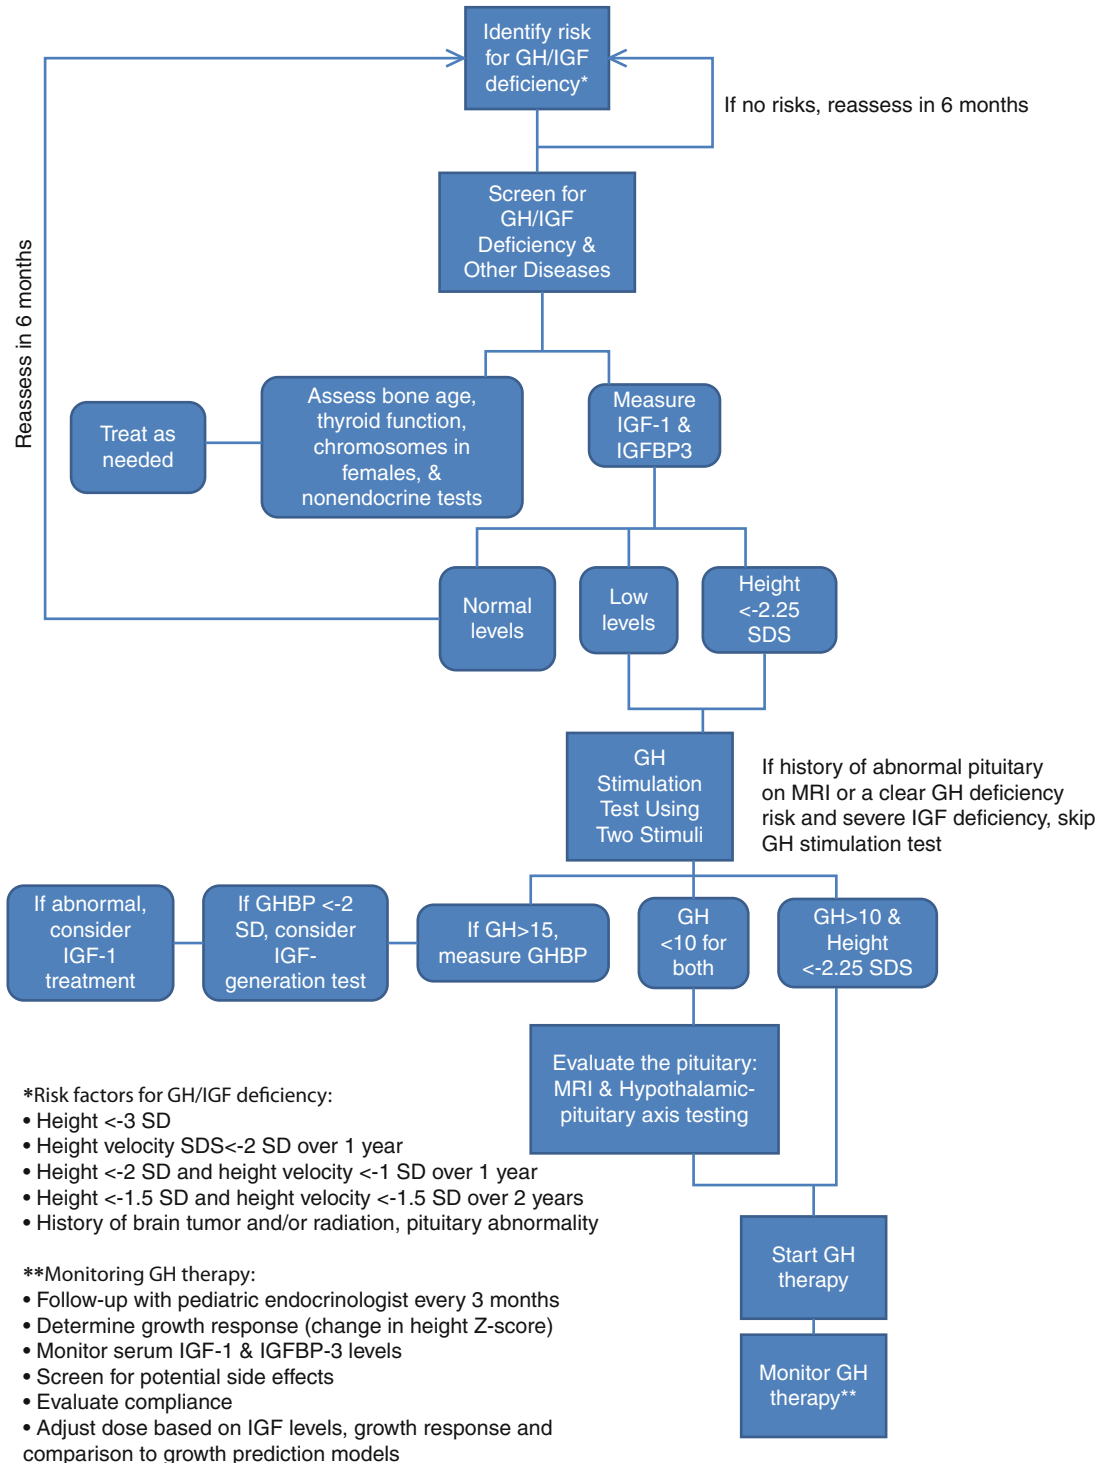 Identify risk
for GH/IGF
deficiency*
If no risks, reassess in 6 months
Screen for
GH/IGF
Deficiency &
Other Diseases
Reassess in 6 months
Treat as
needed
Assess bone age,
thyroid function,
chromosomes in
females, &
nonendocrine tests
Measure
IGF-1 &
IGFBP3
Normal
levels
Low
levels
Height
<-2.25
SDS
GH
Stimulation
Test Using
Two Stimuli
If history of abnormal pituitary
on MRI or a clear GH deficiency
risk and severe IGF deficiency, skip
GH stimulation test
If abnormal,
consider
IGF-1
treatment
If GHBP <-2
SD, consider
IGF-
generation test
If GH>15,
measure GHBP
GH
<10 for
both
GH>10 &
Height
<-2.25 SDS
Evaluate the pituitary:
MRI & Hypothalamic-
pituitary axis testing
*Risk factors for GH/IGF deficiency:
• Height <-3 SD
• Height velocity SDS<-2 SD over 1 year
• Height <-2 SD and height velocity <-1 SD over 1 year
• Height <-1.5 SD and height velocity <-1.5 SD over 2 years
• History of brain tumor and/or radiation, pituitary abnormality
Start GH
therapy
**Monitoring GH therapy:
• Follow-up with pediatric endocrinologist every 3 months
• Determine growth response (change in height Z-score)
• Monitor serum IGF-1 & IGFBP-3 levels
• Screen for potential side effects
• Evaluate compliance
• Adjust dose based on IGF levels, growth response and
comparison to growth prediction models
Monitor GH
therapy**